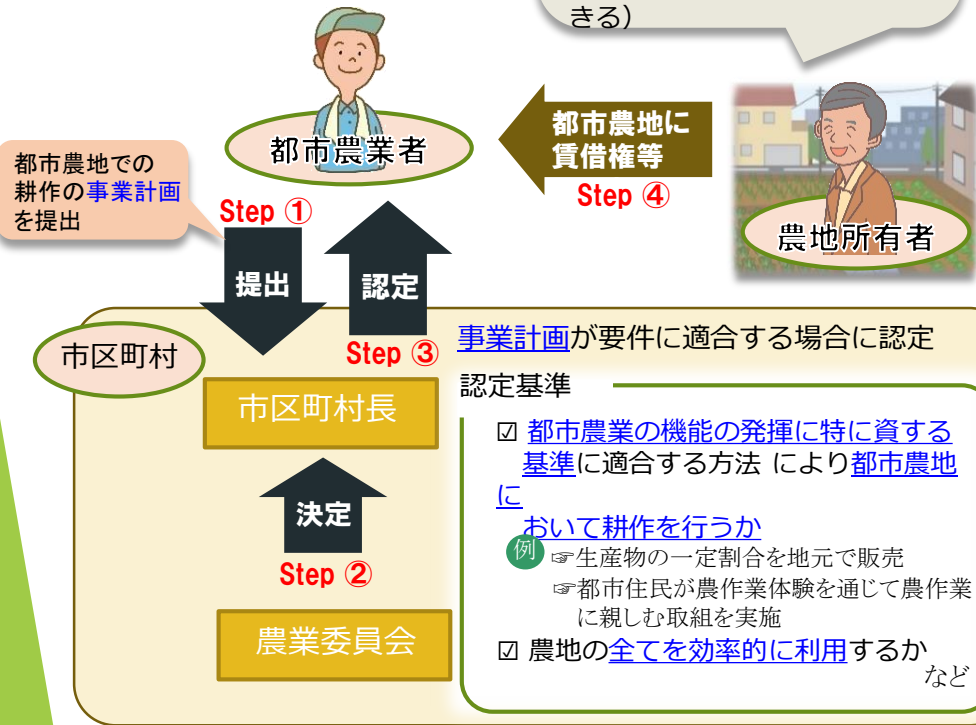 きる）
都市農業者
都市農地に
賃借権等
Step ④
農地所有者
都市農地での
耕作の事業計画
を提出
Step ①
提出
認定
Step ③
市区町村
市区町村長
決定
Step ②
農業委員会
事業計画が要件に適合する場合に認定
認定基準
☑ 都市農業の機能の発揮に特に資する
基準に適合する方法 により都市農地
に
おいて耕作を行うか
例 ☞生産物の一定割合を地元で販売
☞都市住民が農作業体験を通じて農作業
に親しむ取組を実施
☑ 農地の全てを効率的に利用するか
など